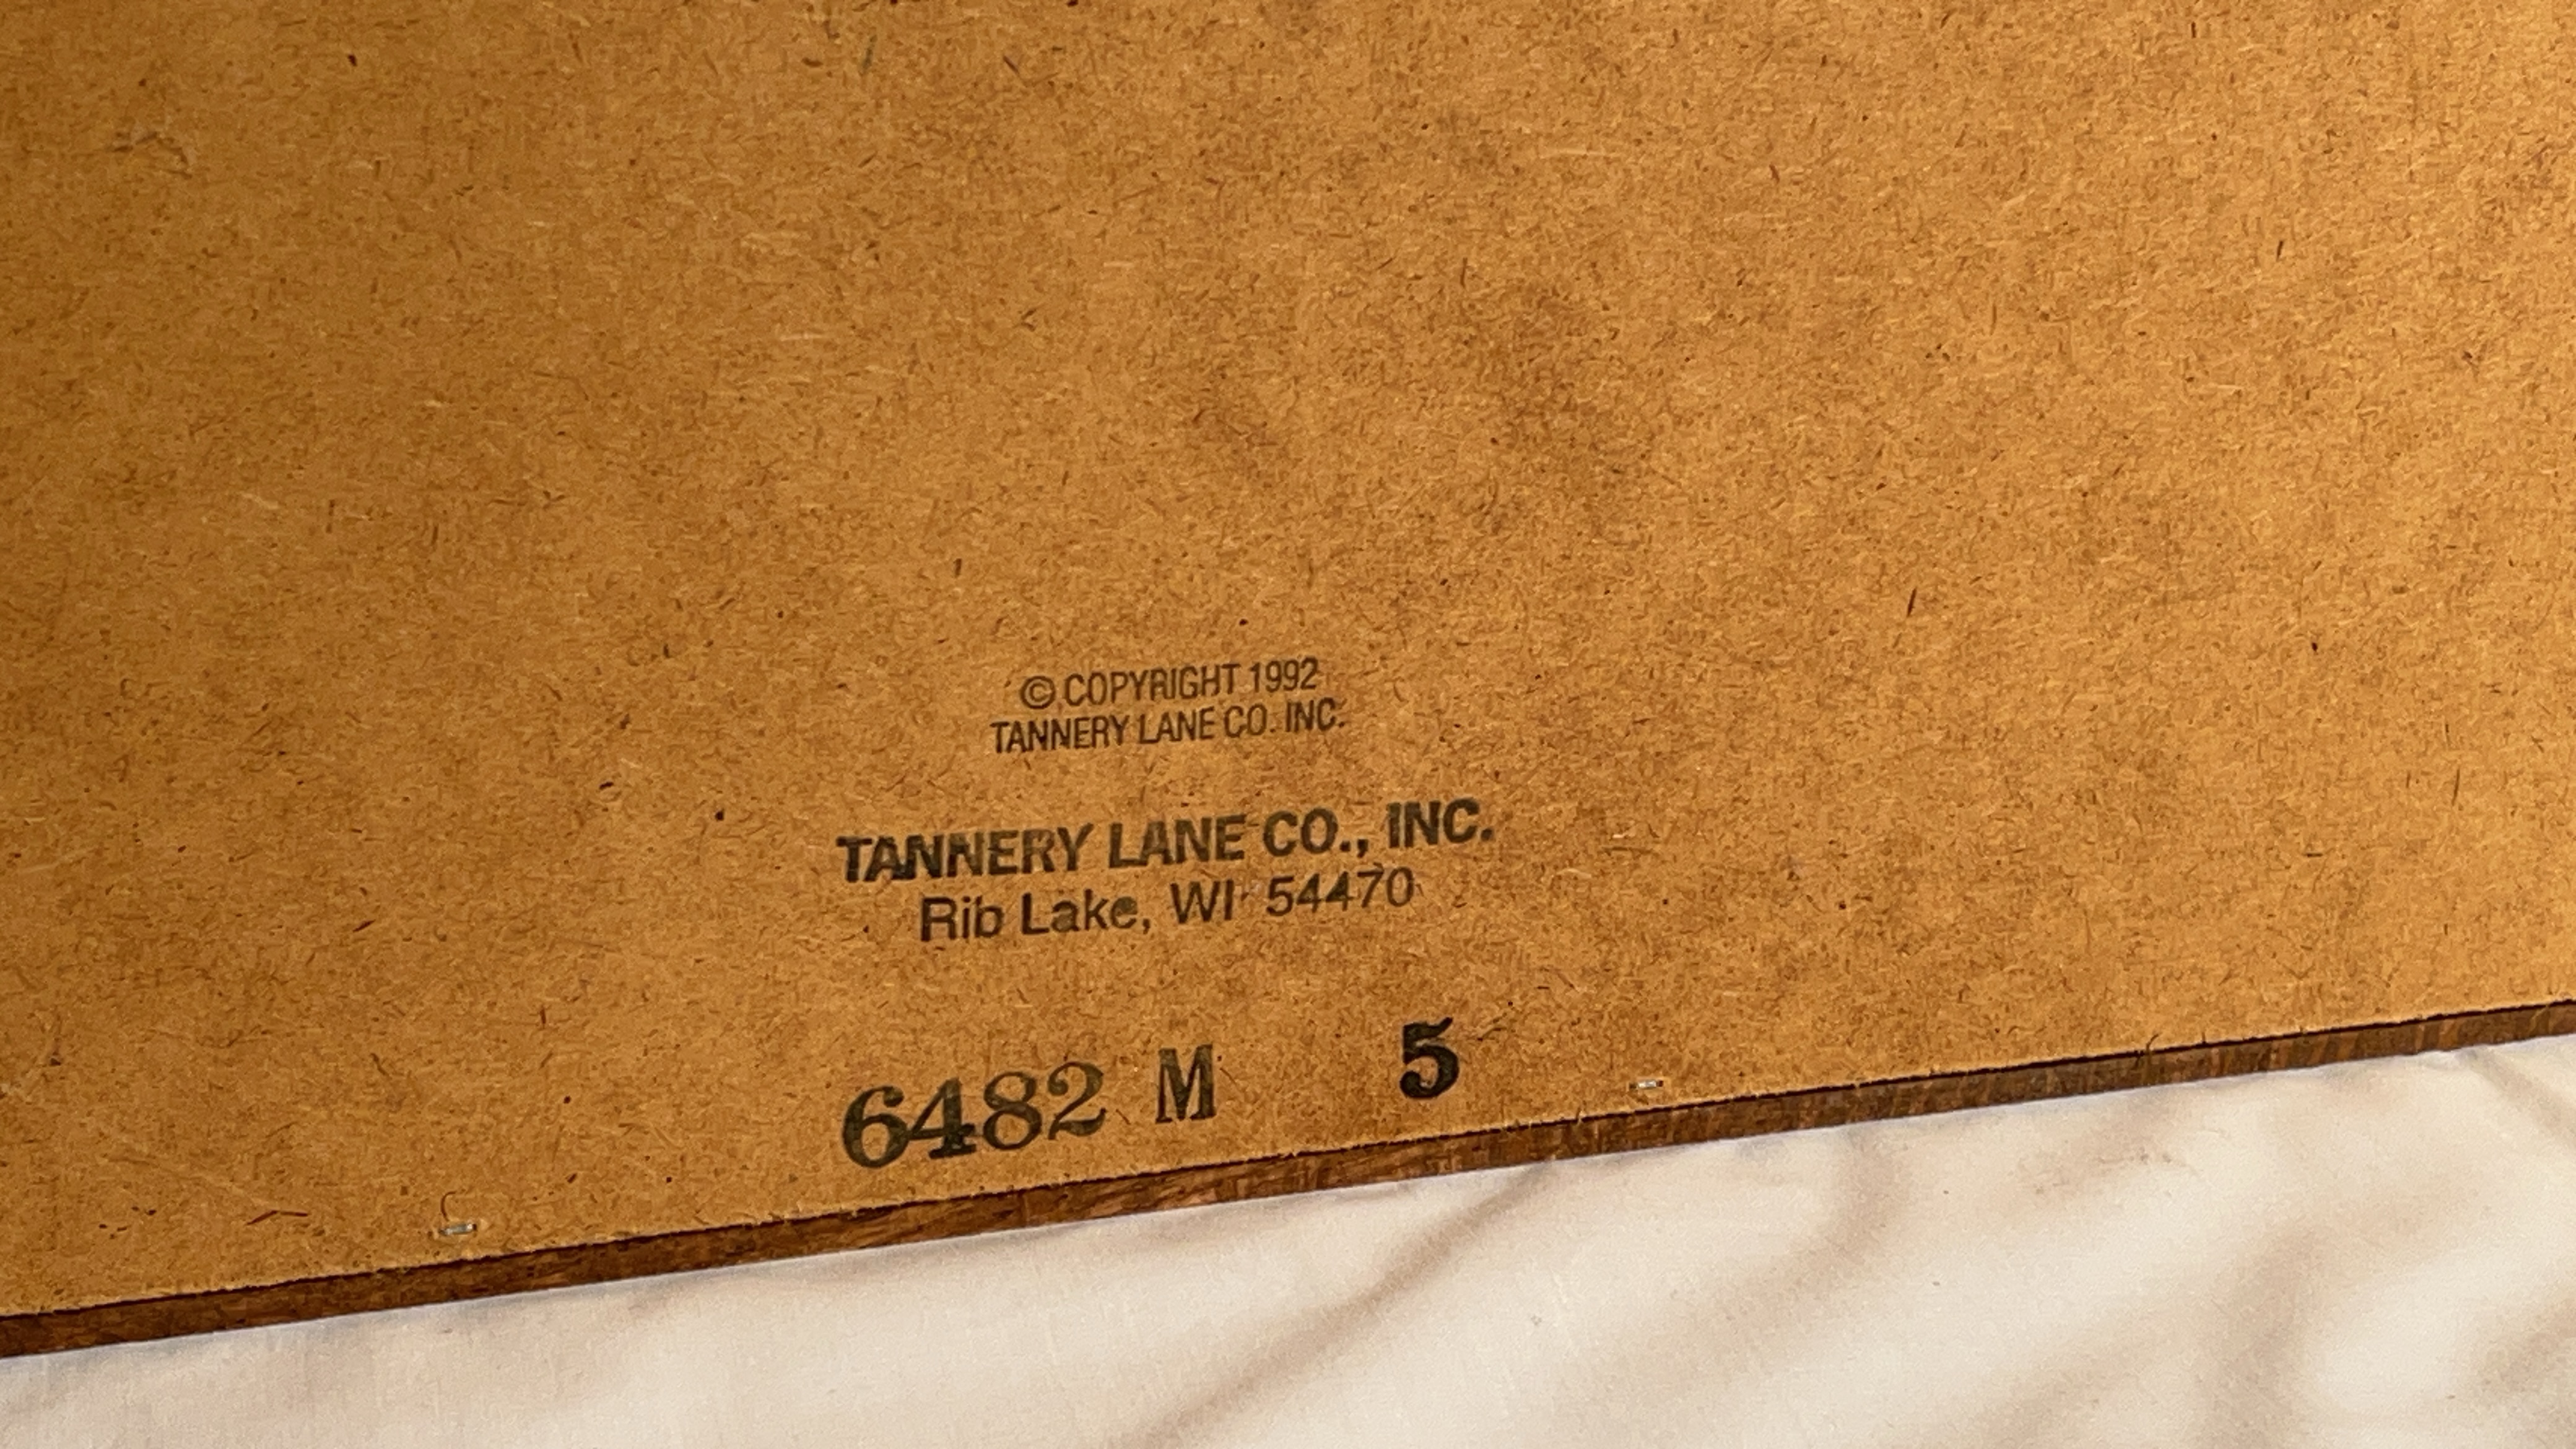 © COPYRIGHT 1992
TANNERY LANE CO. INC.
TANNERY LANE CO., INC.
Rib Lake, WI 54470
6482 M 5